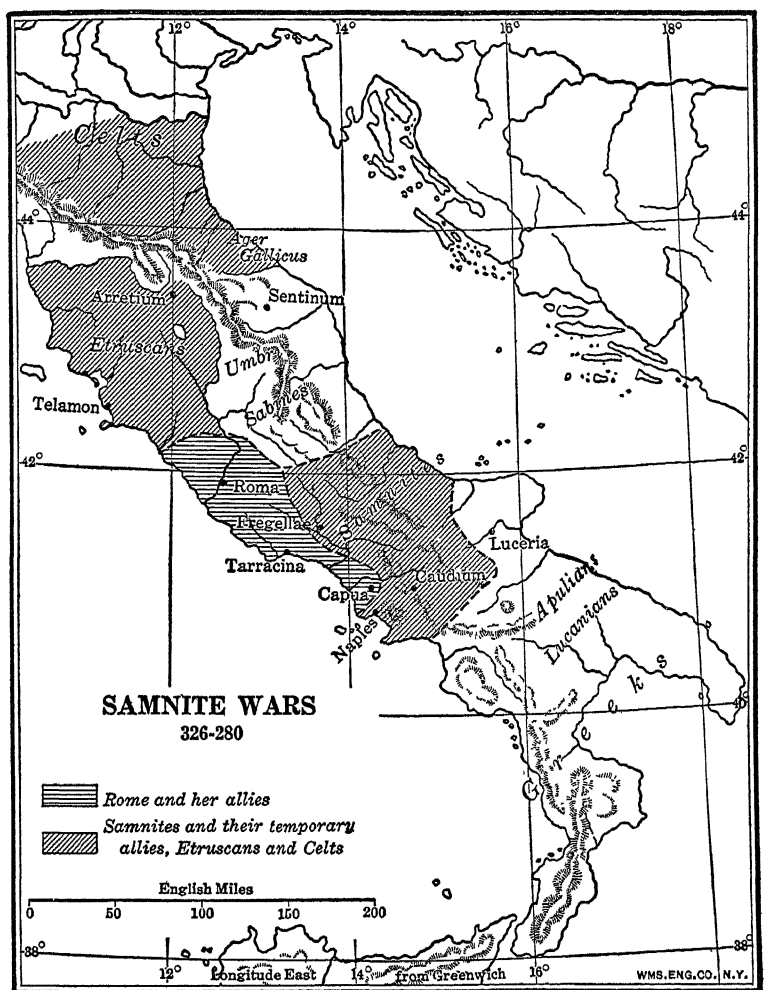 12°
14°
16°
18°
Celts
44°
44°
Ager
Gallicus
Arretium
Sentinum
Etruscans
Umbri
Telamon
Sabines
42°
42°
Samnites
Roma
Fregellae
Luceria
Tarracina
Caudium
Capua
Apulians
Naples
Lucanians
Greeks
SAMNITE WARS
326-280
40°
Rome and her allies
Samnites and their temporary
allies, Etruscans and Celts
English Miles
0 50 100 150 200
38°
38°
12° Longitude East 14° from Greenwich 16°
WMS.ENG.CO., N.Y.